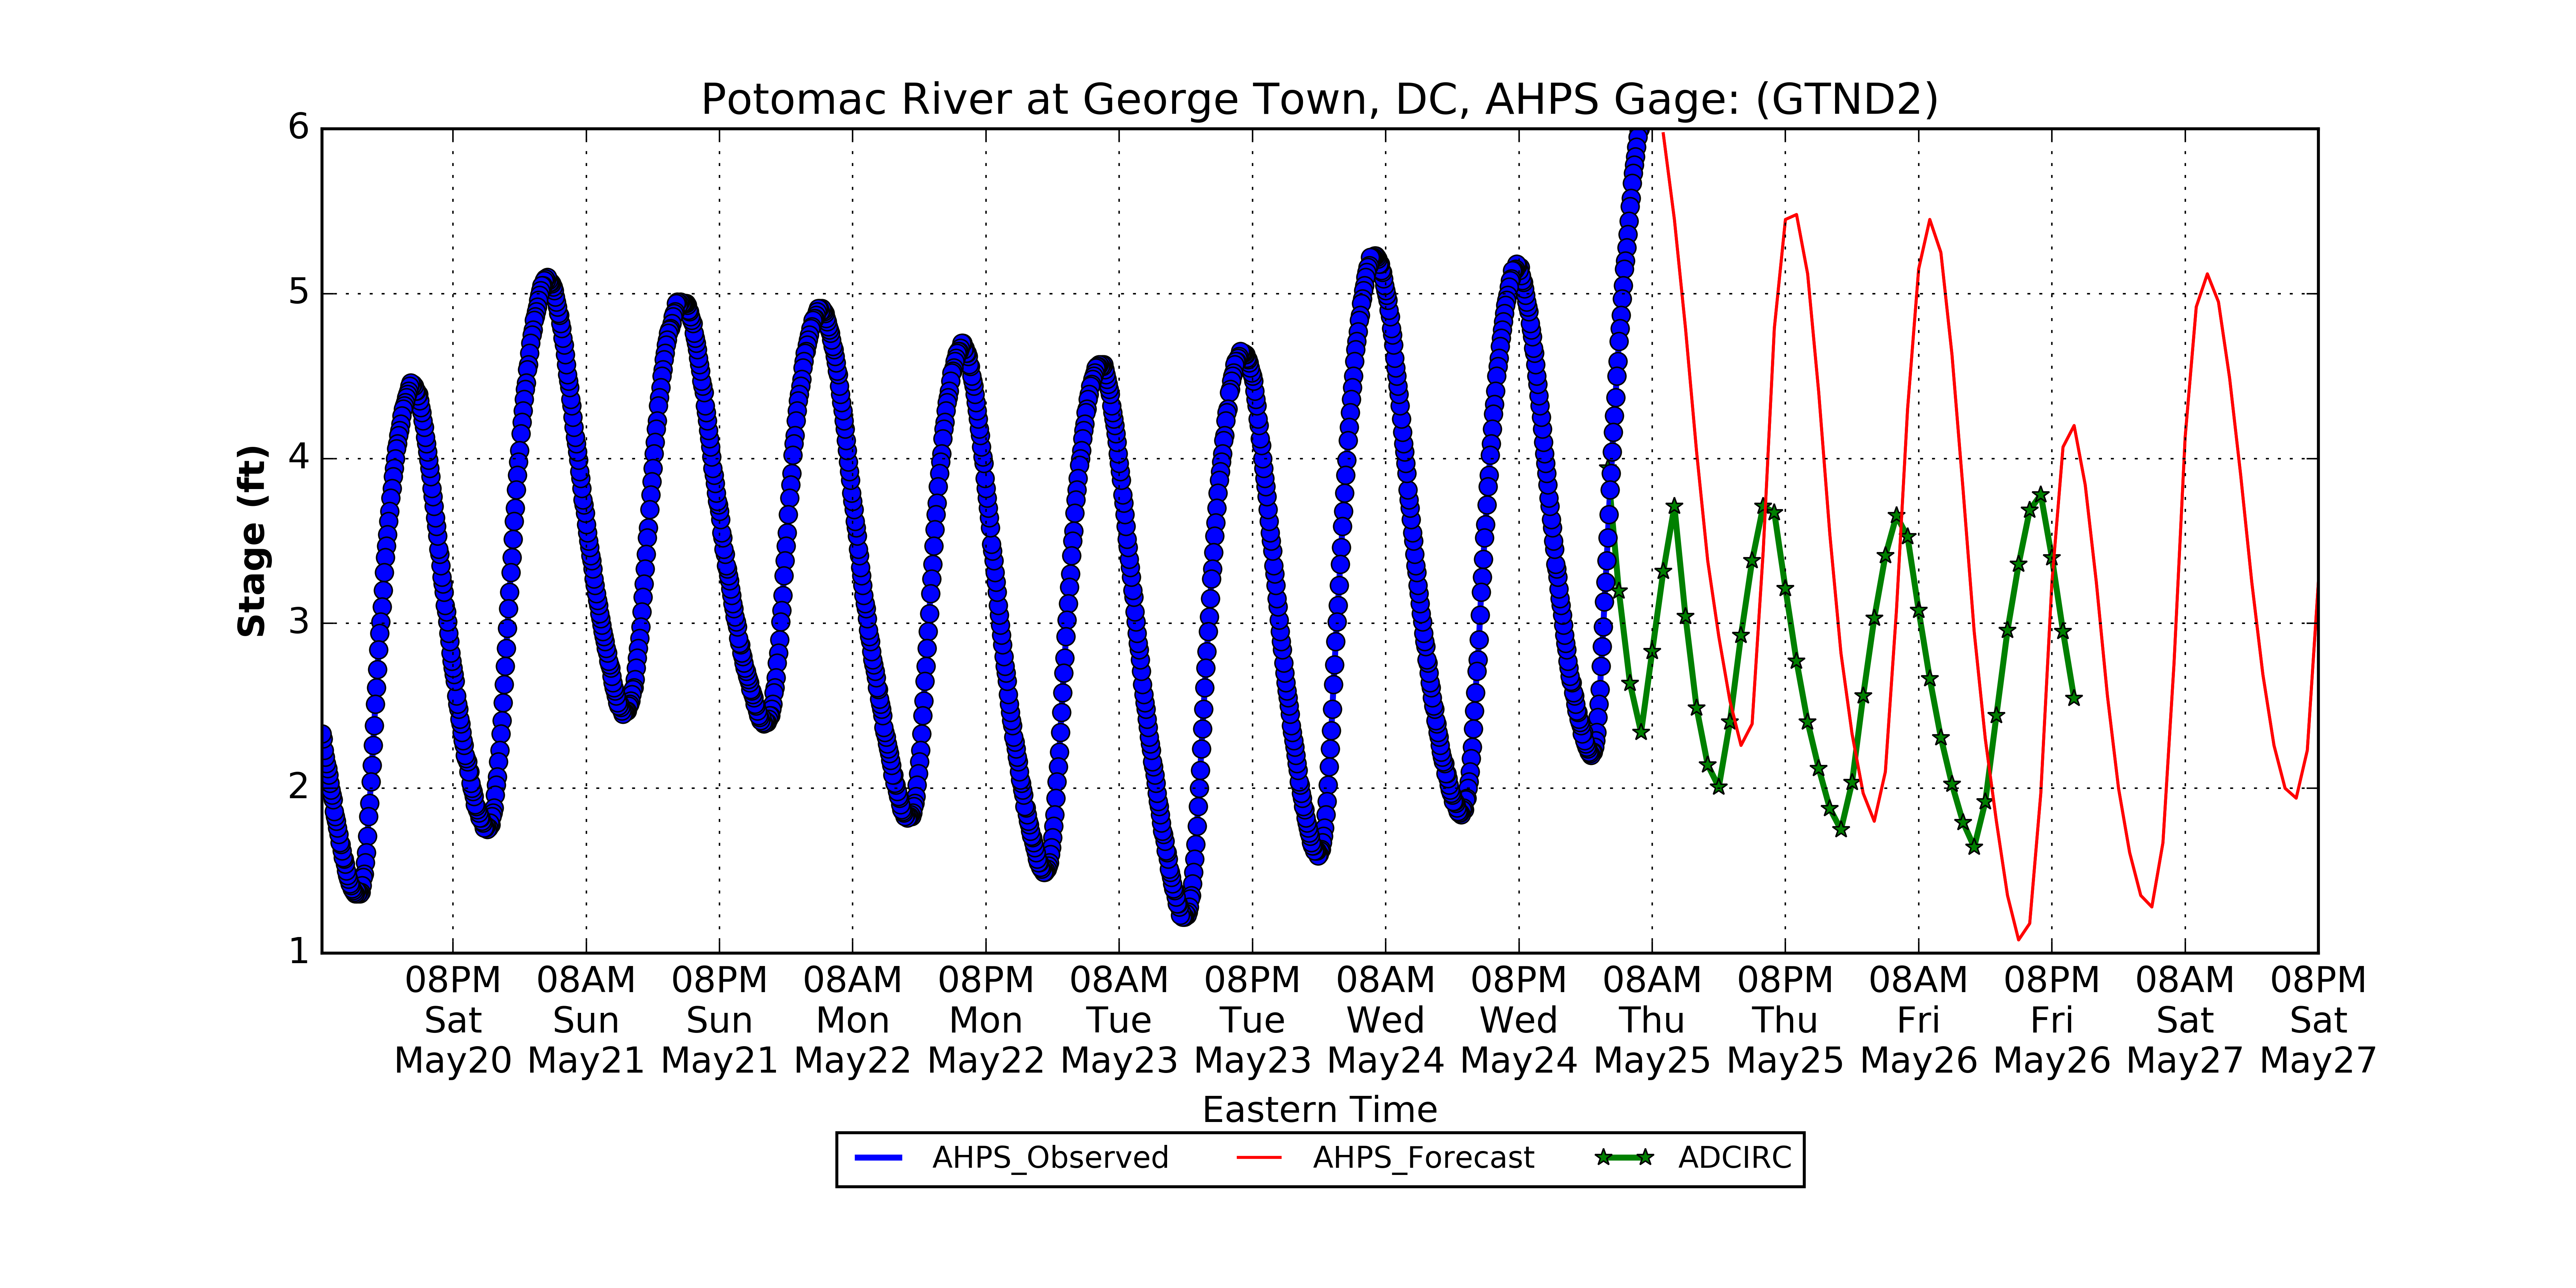 Potomac River at George Town, DC, AHPS Gage: (GTND2)
6
5
4
3
2
1
Stage (ft)
08PM 08AM 08PM 08AM 08PM 08AM 08PM 08AM 08PM 08AM 08PM 08AM 08PM 08AM 08PM
Sat Sun Sun Mon Mon Tue Tue Wed Wed Thu Thu Fri Fri Sat Sat
May20 May21 May21 May22 May22 May23 May23 May24 May24 May25 May25 May26 May26 May27 May27
Eastern Time
AHPS_Observed AHPS_Forecast ADCIRC